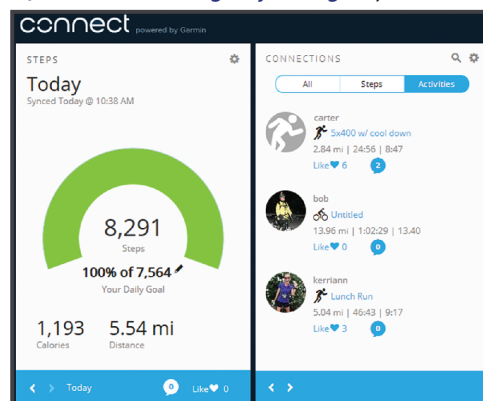 connect powered by Garmin
STEPS
Today
Synced Today @ 10:38 AM
8,291
Steps
100% of 7,564
Your Daily Goal
1,193
Calories
5.54 mi
Distance
Today
0
Like 0
CONNECTIONS
All Steps Activities
carter
5x400 w/ cool down
2.84 mi | 24:56 | 8:47
Like 6 2
bob
Untitled
13.96 mi | 1:02:29 | 13.40
Like 0 0
kerriann
Lunch Run
5.04 mi | 46:43 | 9:17
Like 3 0